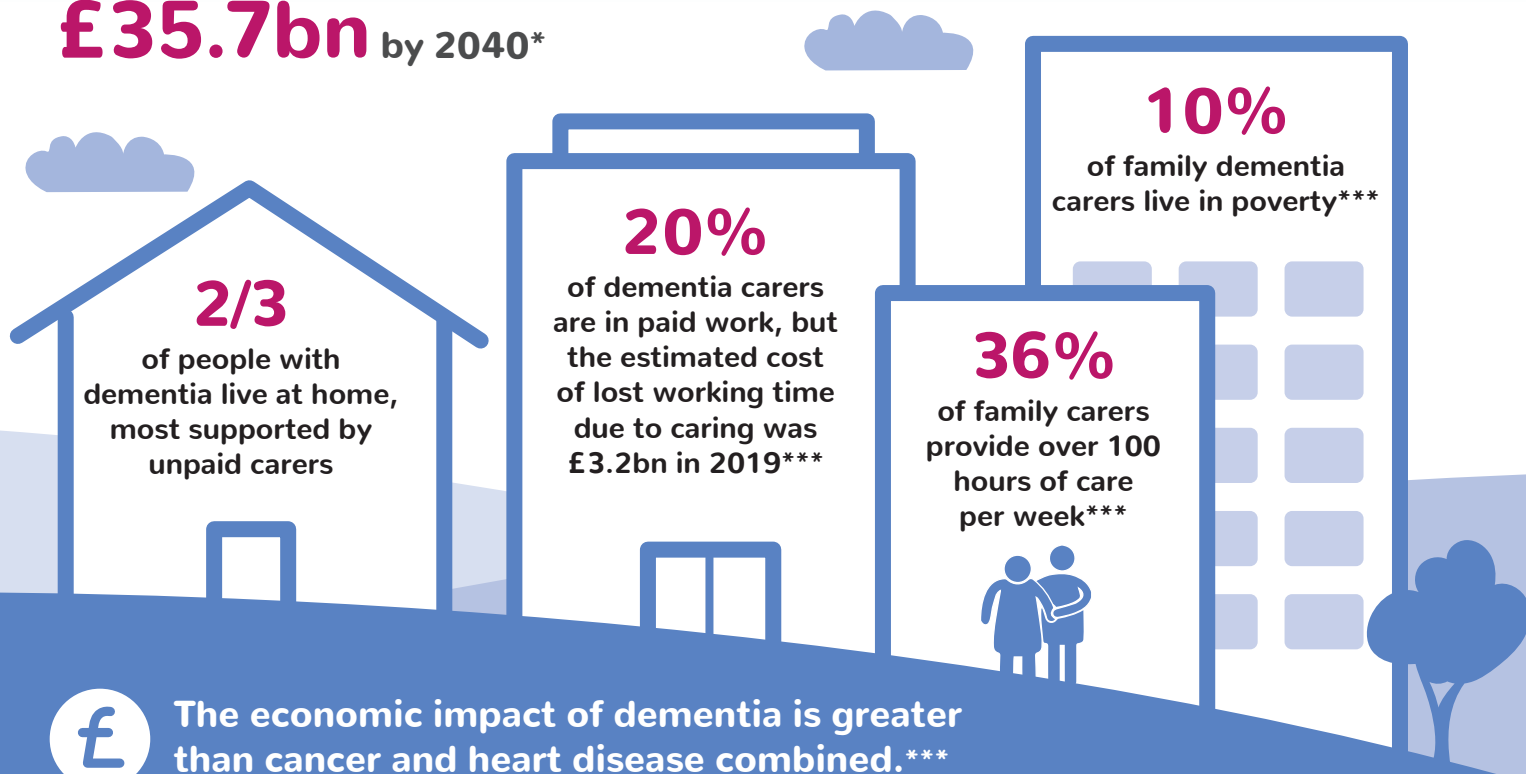 £35.7bn by 2040*
2/3
of people with
dementia live at home,
most supported by
unpaid carers
20%
of dementia carers
are in paid work, but
the estimated cost
of lost working time
due to caring was
£3.2bn in 2019***
36%
of family carers
provide over 100
hours of care
per week***
10%
of family dementia
carers live in poverty***
£
The economic impact of dementia is greater
than cancer and heart disease combined.***